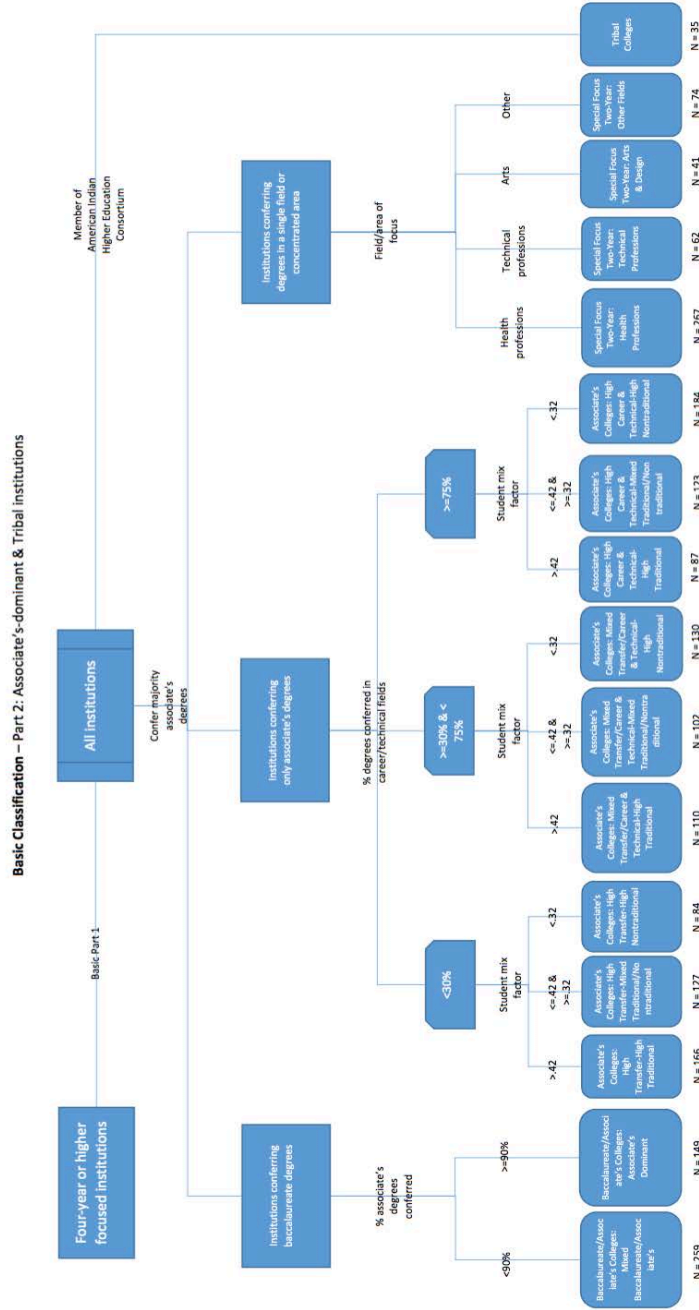 Basic Classification – Part 2: Associate's-dominant & Tribal institutions
Four-year or higher
focused institutions
Basic Part 1
All institutions
Member of
American Indian
Higher Education
Consortium
Confer majority
associate's
degrees
Institutions conferring
baccalaureate degrees
Institutions conferring
only associate's degrees
Institutions conferring
degrees in a single field or
concentrated area
% associate's
degrees
conferred
% degrees conferred in
career/technical fields
Field/area of
focus
<30%
>=30% & <
75%
>=75%
Student mix
factor
Student mix
factor
Student mix
factor
<90%
>=90%
>.42
<=.42 &
>=.32
<.32
>.42
<=.42 &
>=.32
<.32
>.42
<=.42 &
>=.32
<.32
Health
professions
Technical
professions
Arts
Other
Baccalaureate/Assoc
iate's Colleges:
Mixed
Baccalaureate/Assoc
iate's
N = 259
Baccalaureate/Associ
ate's Colleges:
Associate's
Dominant
N = 149
Associate's
Colleges:
High
Transfer-High
Traditional
N = 166
Associate's
Colleges: High
Transfer-Mixed
Traditional/No
ntraditional
N = 127
Associate's
Colleges: High
Transfer-High
Nontraditional
N = 84
Associate's
Colleges: Mixed
Transfer/Career &
Technical-High
Traditional
N = 110
Associate's
Colleges: Mixed
Transfer/Career &
Technical-Mixed
Traditional/Nontra
ditional
N = 102
Associate's
Colleges: Mixed
Transfer/Career
& Technical-
High
Nontraditional
N = 130
Associate's
Colleges: High
Career &
Technical-
High
Traditional
N = 87
Associate's
Colleges: High
Career &
Technical-Mixed
Traditional/Non
traditional
N = 123
Associate's
Colleges: High
Career &
Technical-High
Nontraditional
N = 184
Special Focus
Two-Year:
Health
Professions
N = 267
Special Focus
Two-Year:
Technical
Professions
N = 62
Special Focus
Two-Year: Arts
& Design
N = 41
Special Focus
Two-Year:
Other Fields
N = 74
Tribal
Colleges
N = 35